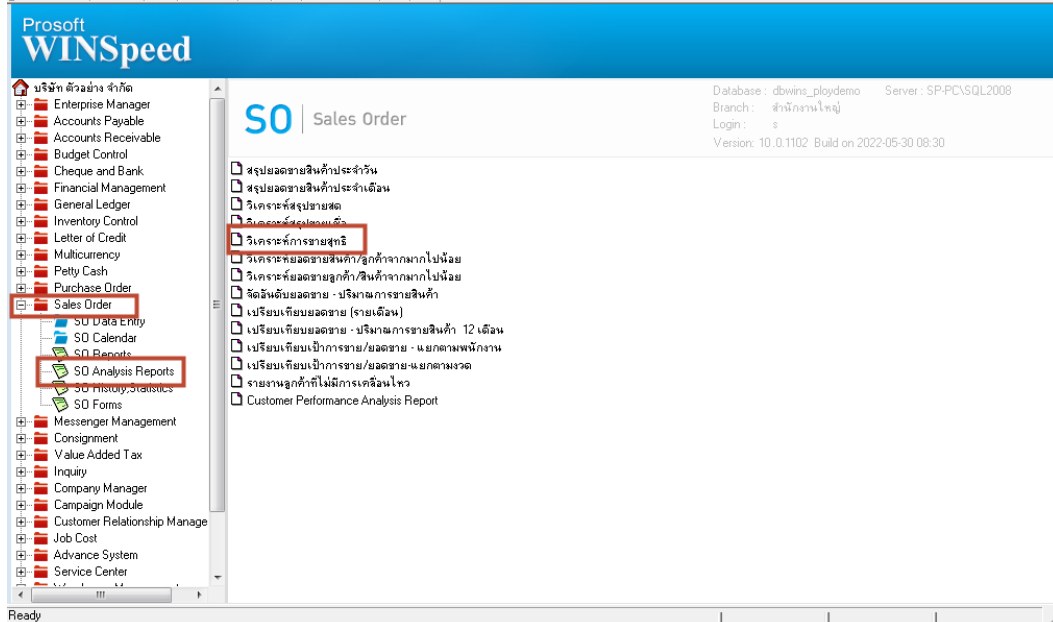 Prosoft
WINSpeed
บริษัท ตัวอย่าง จำกัด
Enterprise Manager
Accounts Payable
Accounts Receivable
Budget Control
Cheque and Bank
Financial Management
General Ledger
Inventory Control
Letter of Credit
Multicurrency
Petty Cash
Purchase Order
Sales Order
SO Data Entry
SO Calendar
SO Reports
SO Analysis Reports
SO History,Statistics
SO Forms
Messenger Management
Consignment
Value Added Tax
Inquiry
Company Manager
Campaign Module
Customer Relationship Manage
Job Cost
Advance System
Service Center
SO Sales Order
Database : dbwins_ploydemo Server : SP-PC\SQL2008
Branch : สำนักงานใหญ่
Login : s
Version: 10.0.1102 Build on 2022-05-30 08:30
สรุปยอดขายสินค้าประจำวัน
สรุปยอดขายสินค้าประจำเดือน
วิเคราะห์สรุปขายสด
วิเคราะห์สรุปขายเชื่อ
วิเคราะห์การขายสุทธิ
วิเคราะห์ยอดขายสินค้า/ลูกค้าจากมากไปน้อย
วิเคราะห์ยอดขายลูกค้า/สินค้าจากมากไปน้อย
จัดอันดับยอดขาย - ปริมาณการขายสินค้า
เปรียบเทียบยอดขาย (รายเดือน)
เปรียบเทียบยอดขาย - ปริมาณการขายสินค้า 12 เดือน
เปรียบเทียบเป้าการขาย/ยอดขาย - แยกตามพนักงาน
เปรียบเทียบเป้าการขาย/ยอดขาย-แยกตามงวด
รายงานลูกค้าที่ไม่มีการเคลื่อนไหว
Customer Performance Analysis Report
Ready